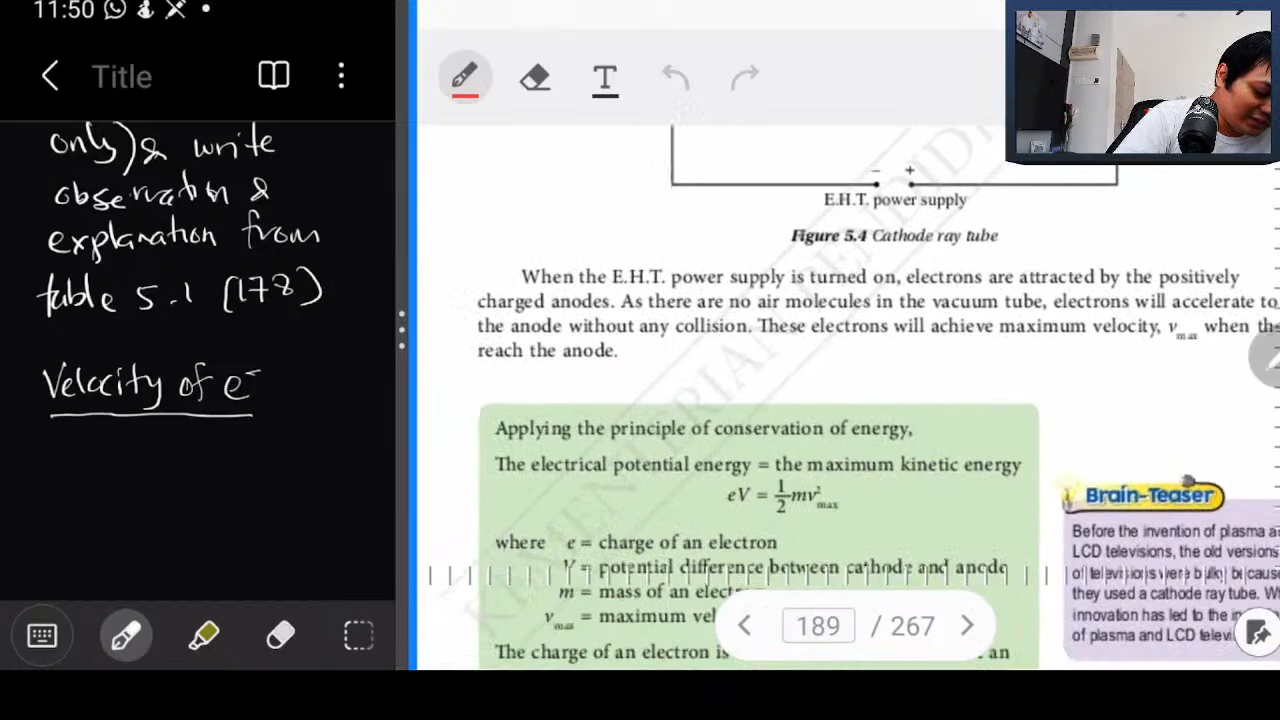 11:50
Title
only) & write
observation &
explanation from
table 5.1 (178)
Velocity of e⁻
- +
E.H.T. power supply
Figure 5.4 Cathode ray tube
When the E.H.T. power supply is turned on, electrons are attracted by the positively
charged anodes. As there are no air molecules in the vacuum tube, electrons will accelerate to
the anode without any collision. These electrons will achieve maximum velocity, vmax when th
reach the anode.
Applying the principle of conservation of energy,
The electrical potential energy = the maximum kinetic energy
eV = 1/2 mv²max
where e = charge of an electron
V = potential difference between cathode and anode
m = mass of an elect
vmax = maximum vel
The charge of an electron is an
189 / 267
Brain-Teaser
Before the invention of plasma a
LCD televisions, the old versions
of televisions were bulky because
they used a cathode ray tube. W
innovation has led to the in
of plasma and LCD televi
KEMENTERIAN PENDIDI
T